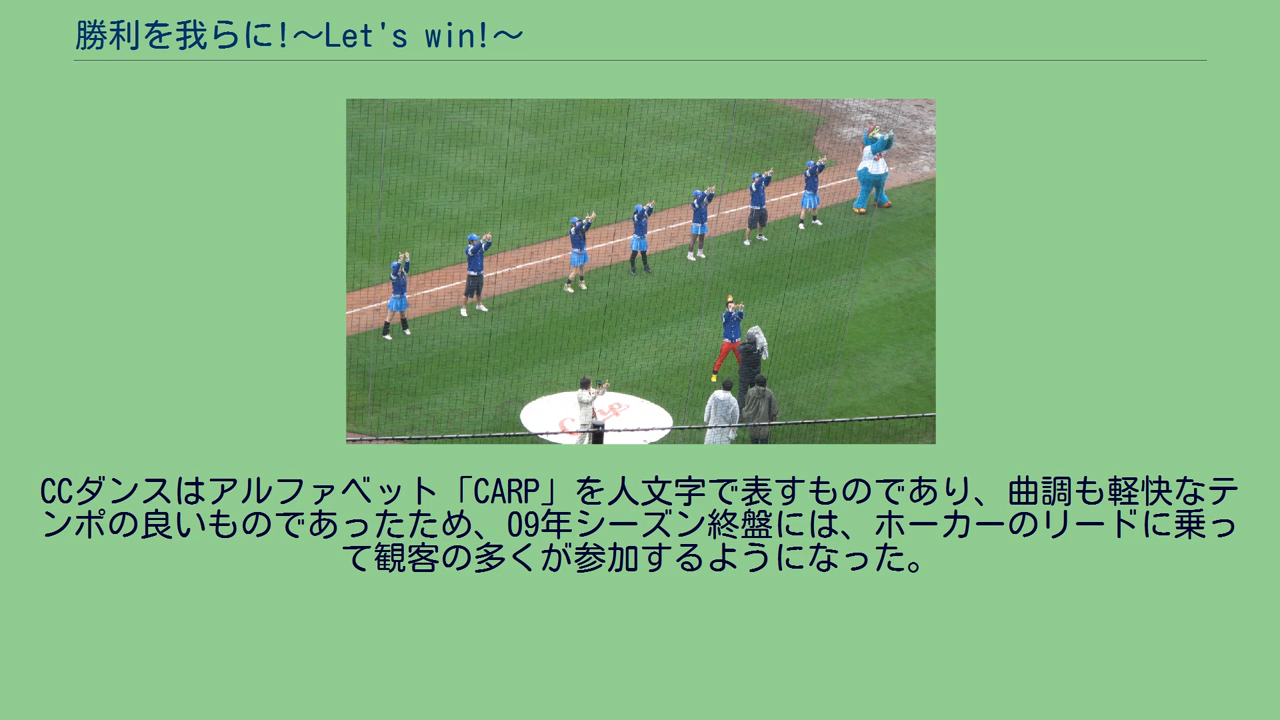 勝利を我らに!〜Let's win!〜
Carp
CCダンスはアルファベット「CARP」を人文字で表すものであり、曲調も軽快なテ
ンポの良いものであったため、09年シーズン終盤には、ホーカーのリードに乗っ
て観客の多くが参加するようになった。